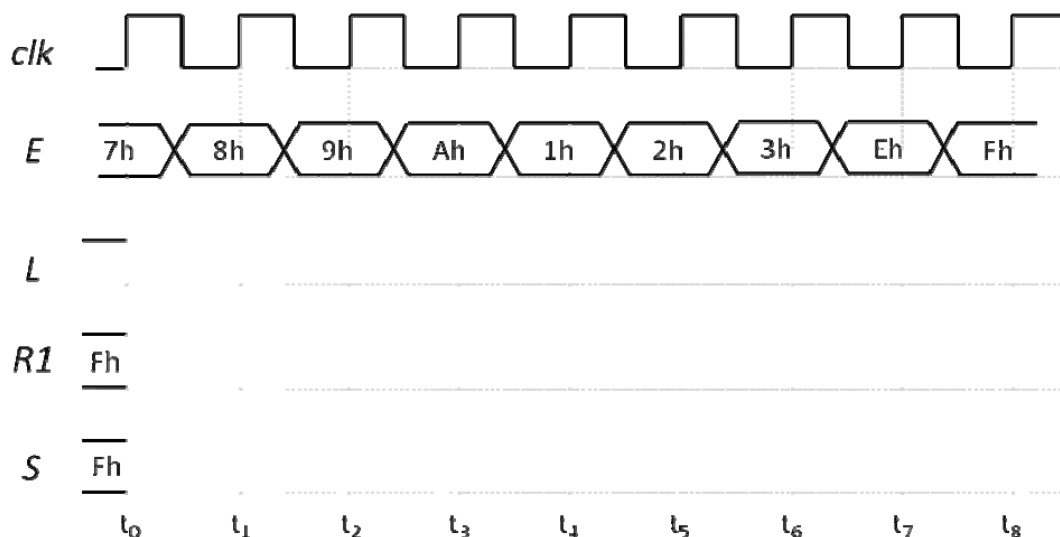 clk
E 7h 8h 9h Ah 1h 2h 3h Eh Fh
L
R1 Fh
S Fh
t0 t1 t2 t3 t4 t5 t6 t7 t8